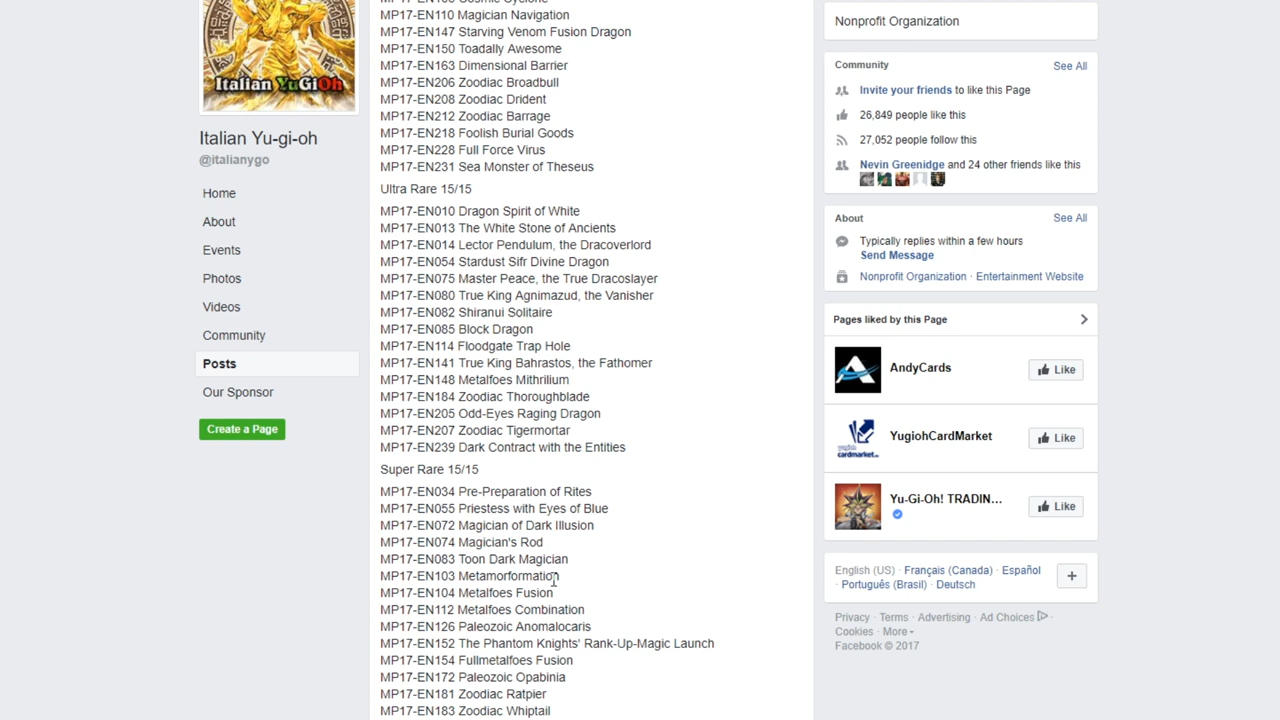 Italian YuGiOh
Italian Yu-gi-oh
@italianygo
Home
About
Events
Photos
Videos
Community
Posts
Our Sponsor
Create a Page
MP17-EN110 Magician Navigation
MP17-EN147 Starving Venom Fusion Dragon
MP17-EN150 Toadally Awesome
MP17-EN163 Dimensional Barrier
MP17-EN206 Zoodiac Broadbull
MP17-EN208 Zoodiac Drident
MP17-EN212 Zoodiac Barrage
MP17-EN218 Foolish Burial Goods
MP17-EN228 Full Force Virus
MP17-EN231 Sea Monster of Theseus
Ultra Rare 15/15
MP17-EN010 Dragon Spirit of White
MP17-EN013 The White Stone of Ancients
MP17-EN014 Lector Pendulum, the Dracoverlord
MP17-EN054 Stardust Sifr Divine Dragon
MP17-EN075 Master Peace, the True Dracoslayer
MP17-EN080 True King Agnimazud, the Vanisher
MP17-EN082 Shiranui Solitaire
MP17-EN085 Block Dragon
MP17-EN114 Floodgate Trap Hole
MP17-EN141 True King Bahrastos, the Fathomer
MP17-EN148 Metalfoes Mithrilium
MP17-EN184 Zoodiac Thoroughblade
MP17-EN205 Odd-Eyes Raging Dragon
MP17-EN207 Zoodiac Tigermortar
MP17-EN239 Dark Contract with the Entities
Super Rare 15/15
MP17-EN034 Pre-Preparation of Rites
MP17-EN055 Priestess with Eyes of Blue
MP17-EN072 Magician of Dark Illusion
MP17-EN074 Magician's Rod
MP17-EN083 Toon Dark Magician
MP17-EN103 Metamorformation
MP17-EN104 Metalfoes Fusion
MP17-EN112 Metalfoes Combination
MP17-EN126 Paleozoic Anomalocaris
MP17-EN152 The Phantom Knights' Rank-Up-Magic Launch
MP17-EN154 Fullmetalfoes Fusion
MP17-EN172 Paleozoic Opabinia
MP17-EN181 Zoodiac Ratpier
MP17-EN183 Zoodiac Whiptail
Nonprofit Organization
Community See All
Invite your friends to like this Page
26,849 people like this
27,052 people follow this
Nevin Greenidge and 24 other friends like this
About See All
Typically replies within a few hours
Send Message
Nonprofit Organization · Entertainment Website
Pages liked by this Page
AndyCards Like
yugioh
cardmarket.eu
YugiohCardMarket Like
Yu-Gi-Oh! TRADIN... Like
English (US) · Français (Canada) · Español
· Português (Brasil) · Deutsch
Privacy · Terms · Advertising · Ad Choices ·
Cookies · More
Facebook © 2017